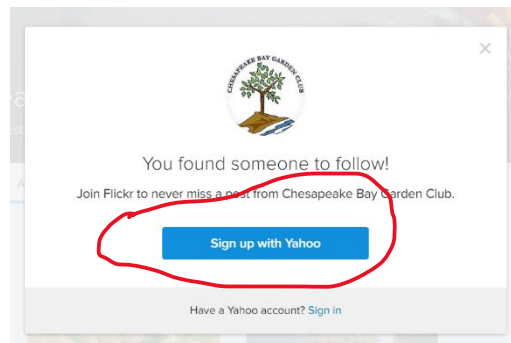 CHESAPEAKE BAY GARDEN CLUB
You found someone to follow!
Join Flickr to never miss a post from Chesapeake Bay Garden Club.
Sign up with Yahoo
Have a Yahoo account? Sign in